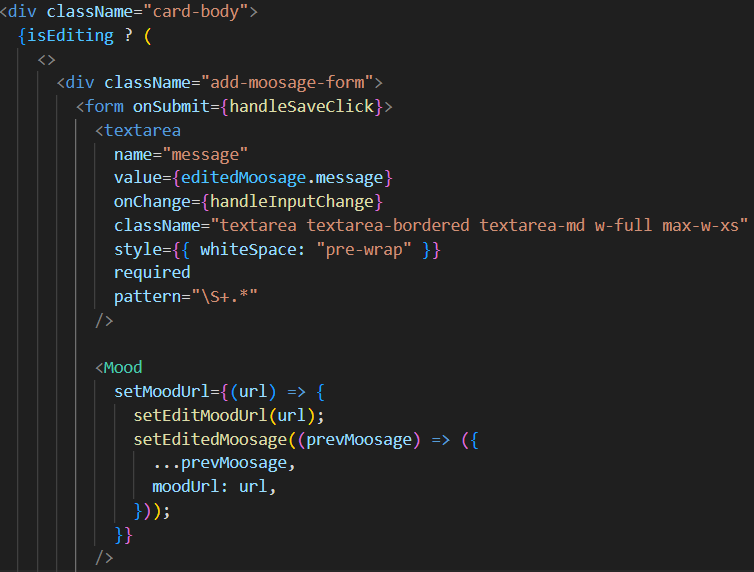 <div className="card-body">
{isEditing ? (
<>
<div className="add-moosage-form">
<form onSubmit={handleSaveClick}>
<textarea
name="message"
value={editedMoosage.message}
onChange={handleInputChange}
className="textarea textarea-bordered textarea-md w-full max-w-xs"
style={{ whiteSpace: "pre-wrap" }}
required
pattern="\S+.*"
/>
<Mood
setMoodUrl={(url) => {
setEditMoodUrl(url);
setEditedMoosage((prevMoosage) => ({
...prevMoosage,
moodUrl: url,
}));
}}
/>